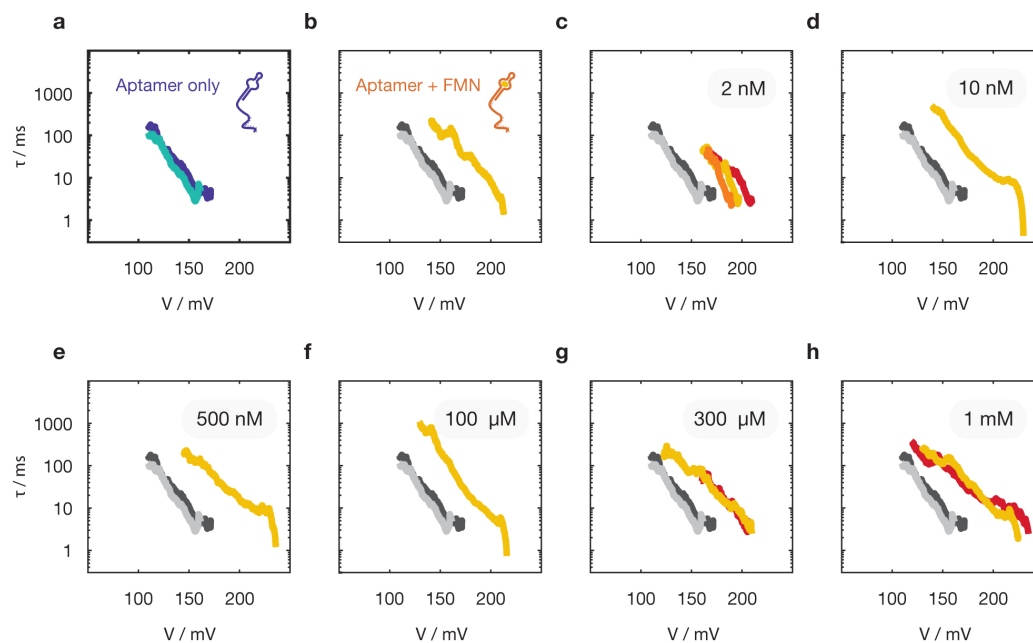 a
b
c
d
τ / ms
1000
100
10
1
Aptamer only
Aptamer + FMN
2 nM
10 nM
100 150 200
100 150 200
100 150 200
100 150 200
V / mV
V / mV
V / mV
V / mV
e
f
g
h
τ / ms
1000
100
10
1
500 nM
100 µM
300 µM
1 mM
100 150 200
100 150 200
100 150 200
100 150 200
V / mV
V / mV
V / mV
V / mV